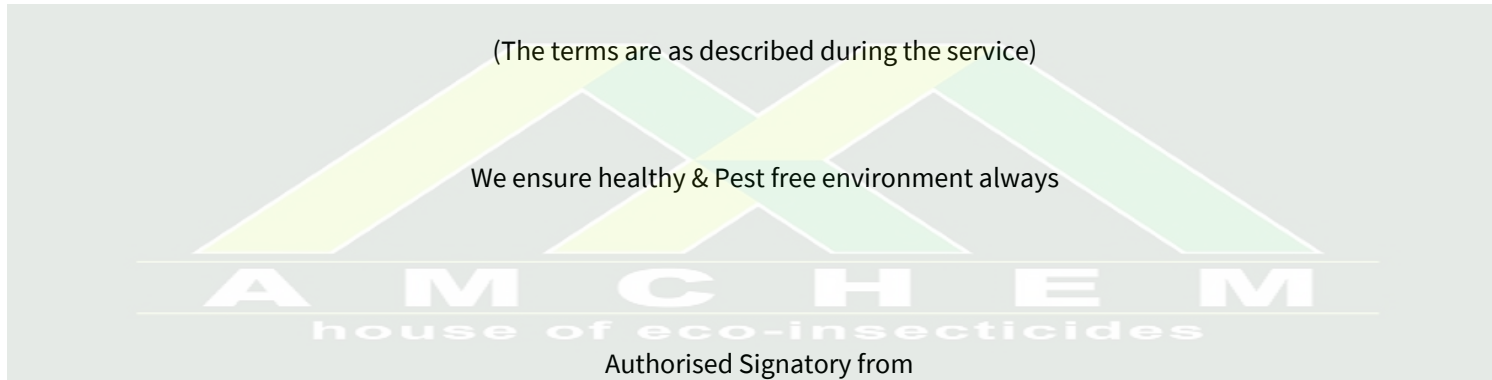 (The terms are as described during the service)
We ensure healthy & Pest free environment always
AMCHEM
house of eco-insecticides
Authorised Signatory from